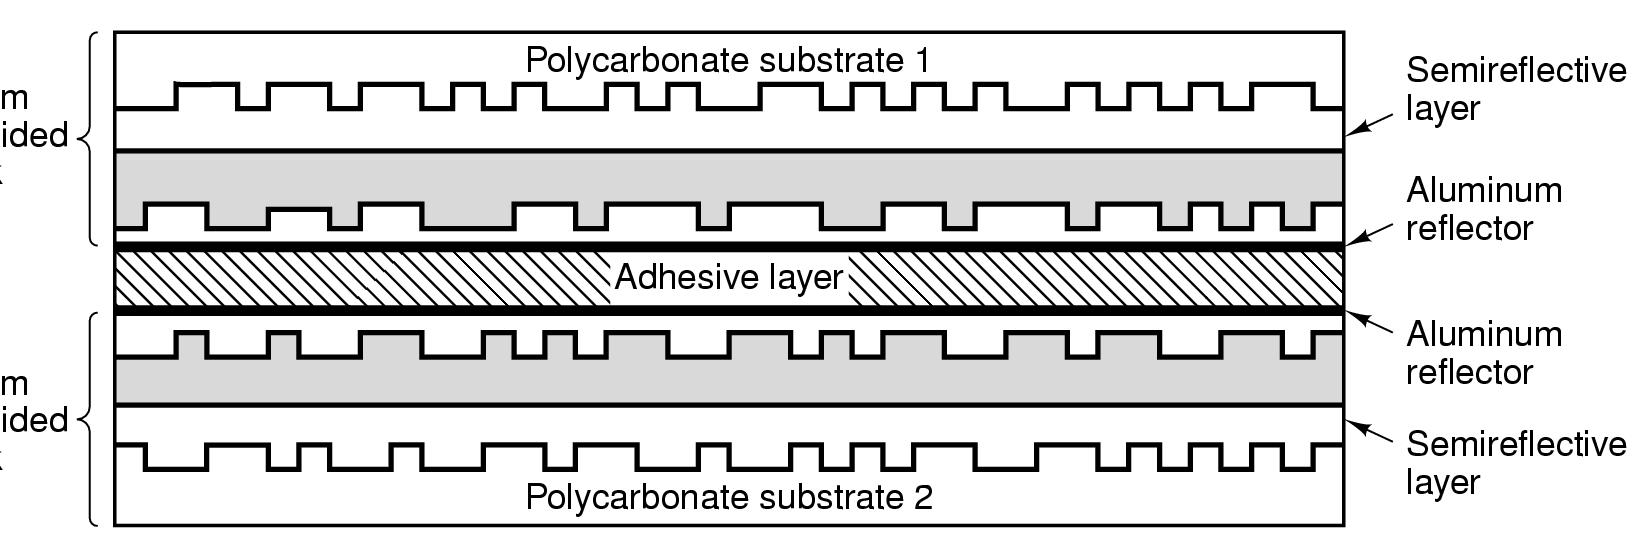 Polycarbonate substrate 1
Semireflective
layer
m
ided
Aluminum
reflector
Adhesive layer
Aluminum
reflector
m
ided
Semireflective
layer
Polycarbonate substrate 2